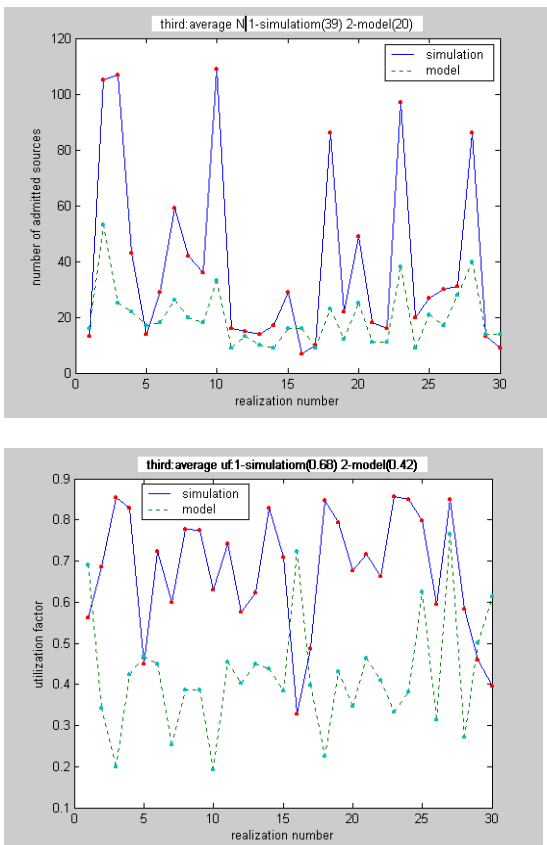 third:average N 1-simulatiom(39) 2-model(20)
120
100
80
60
40
20
0
number of admitted sources
simulation
model
0 5 10 15 20 25 30
realization number
third:average uf:1-simulatiom(0.68) 2-model(0.42)
0.9
0.8
0.7
0.6
0.5
0.4
0.3
0.2
0.1
utilization factor
simulation
model
0 5 10 15 20 25 30
realization number